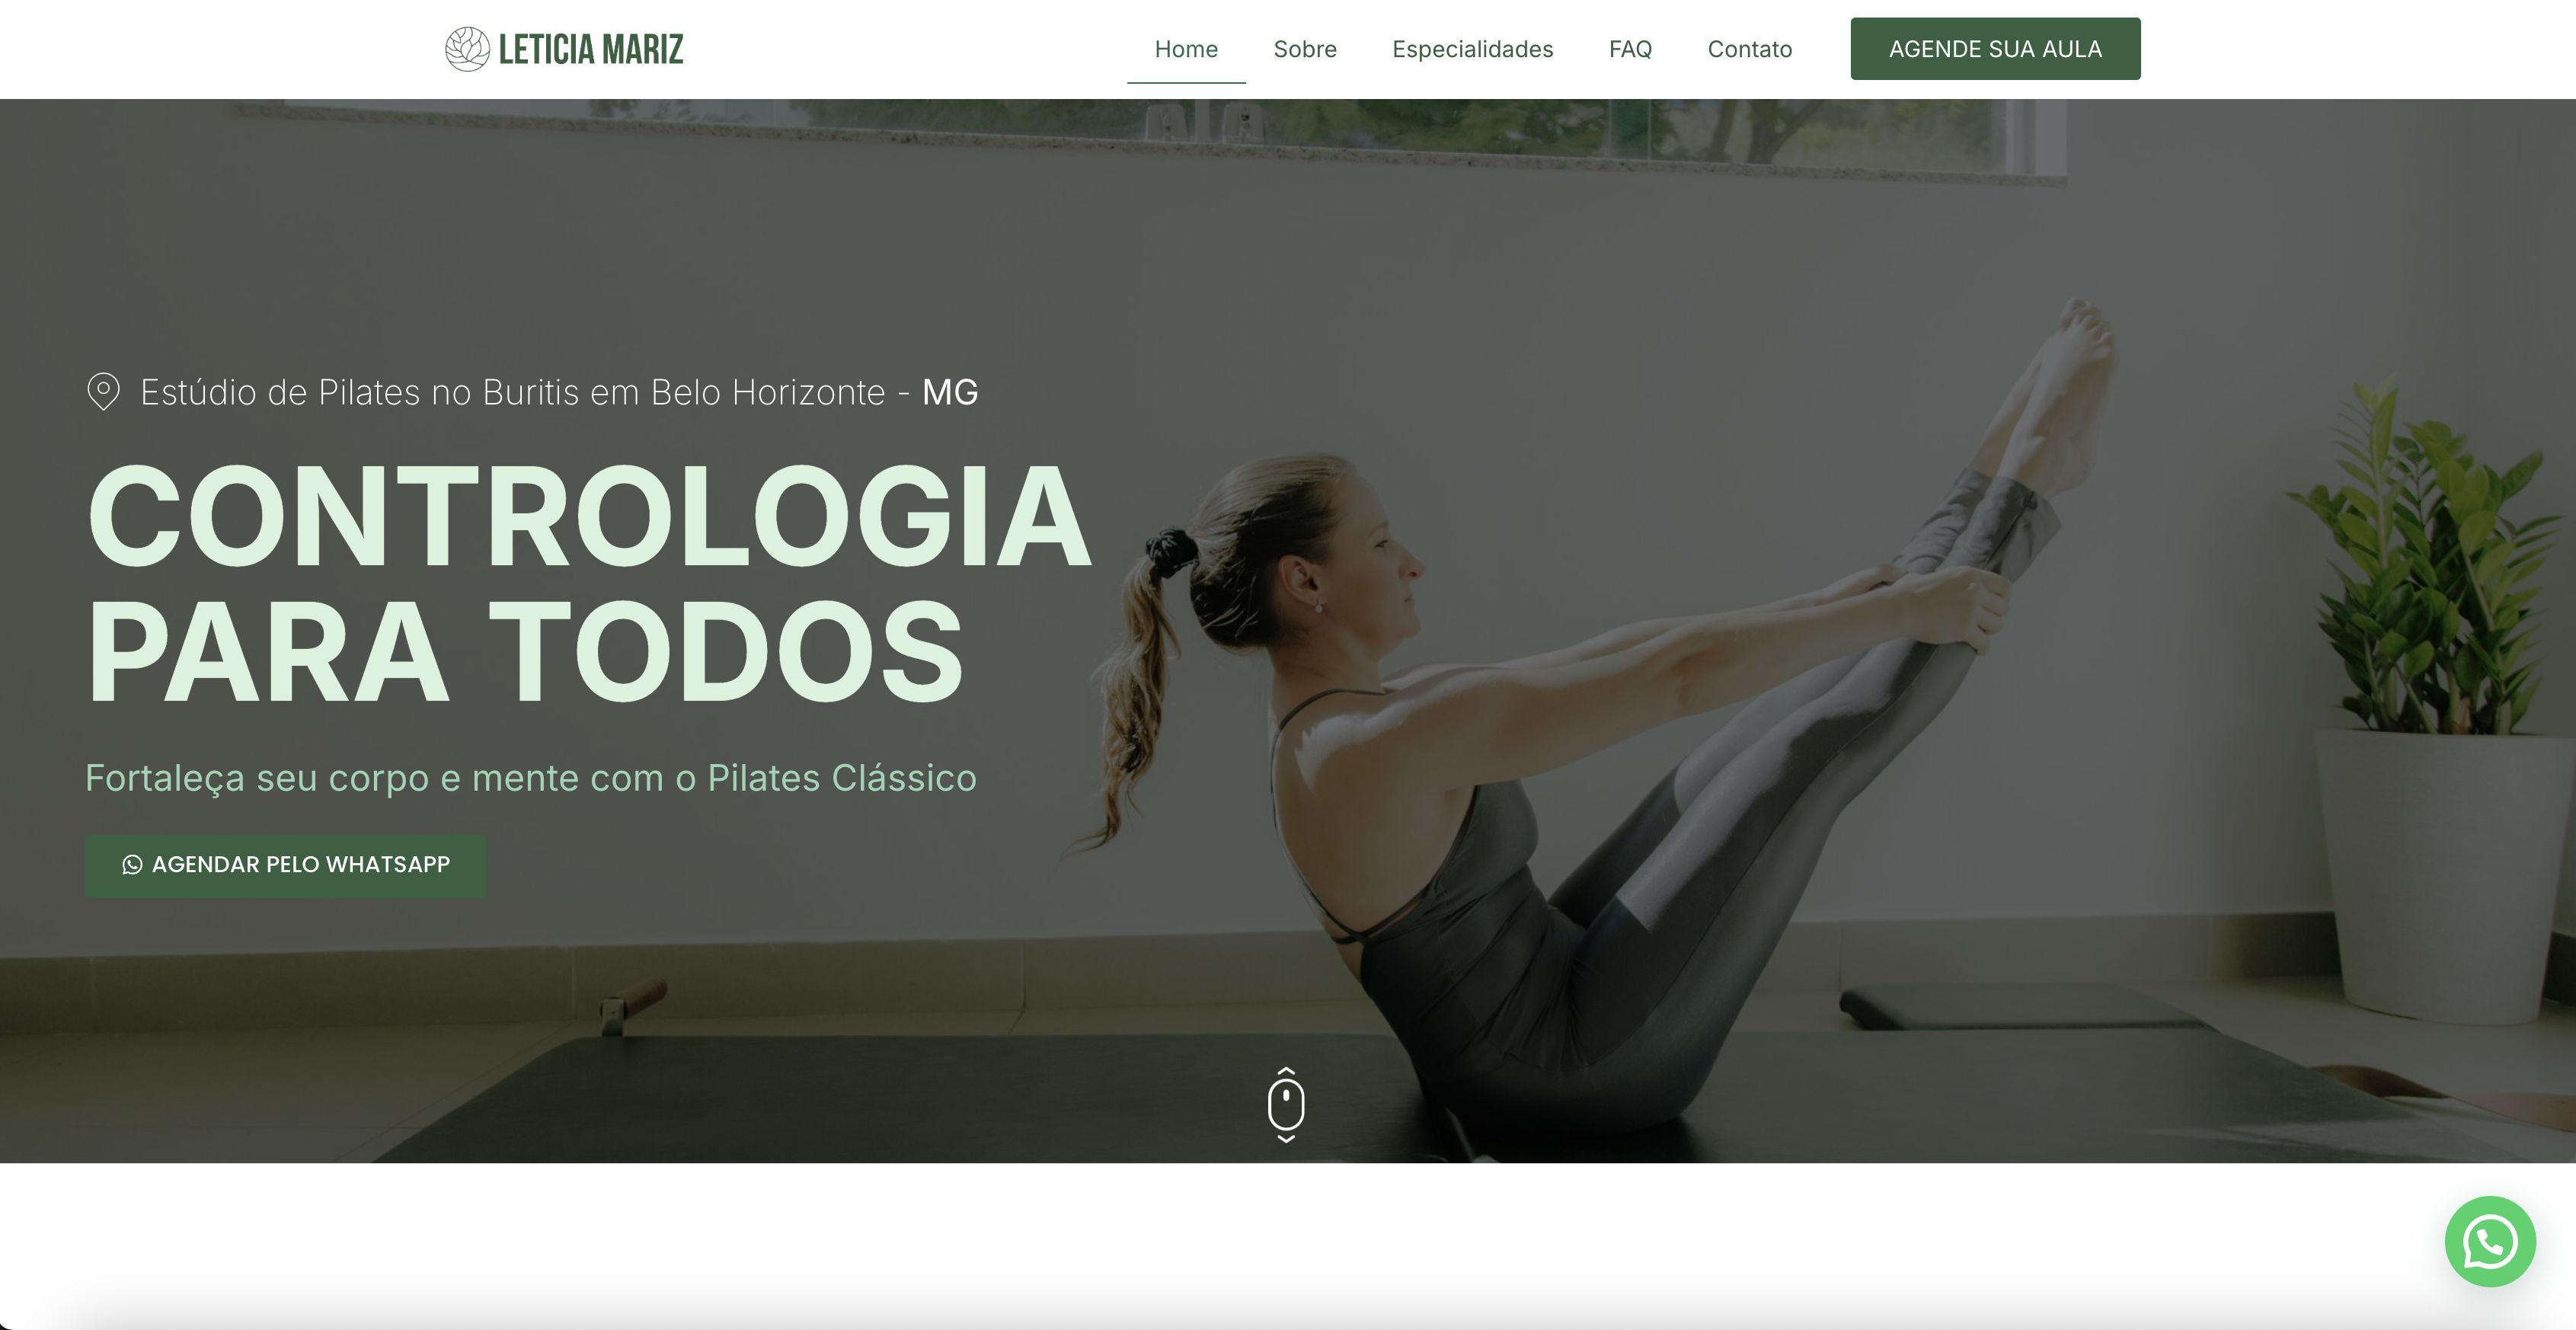 LETICIA MARIZ
Home Sobre Especialidades FAQ Contato AGENDE SUA AULA
Estúdio de Pilates no Buritis em Belo Horizonte - MG
CONTROLOGIA
PARA TODOS
Fortaleça seu corpo e mente com o Pilates Clássico
AGENDAR PELO WHATSAPP